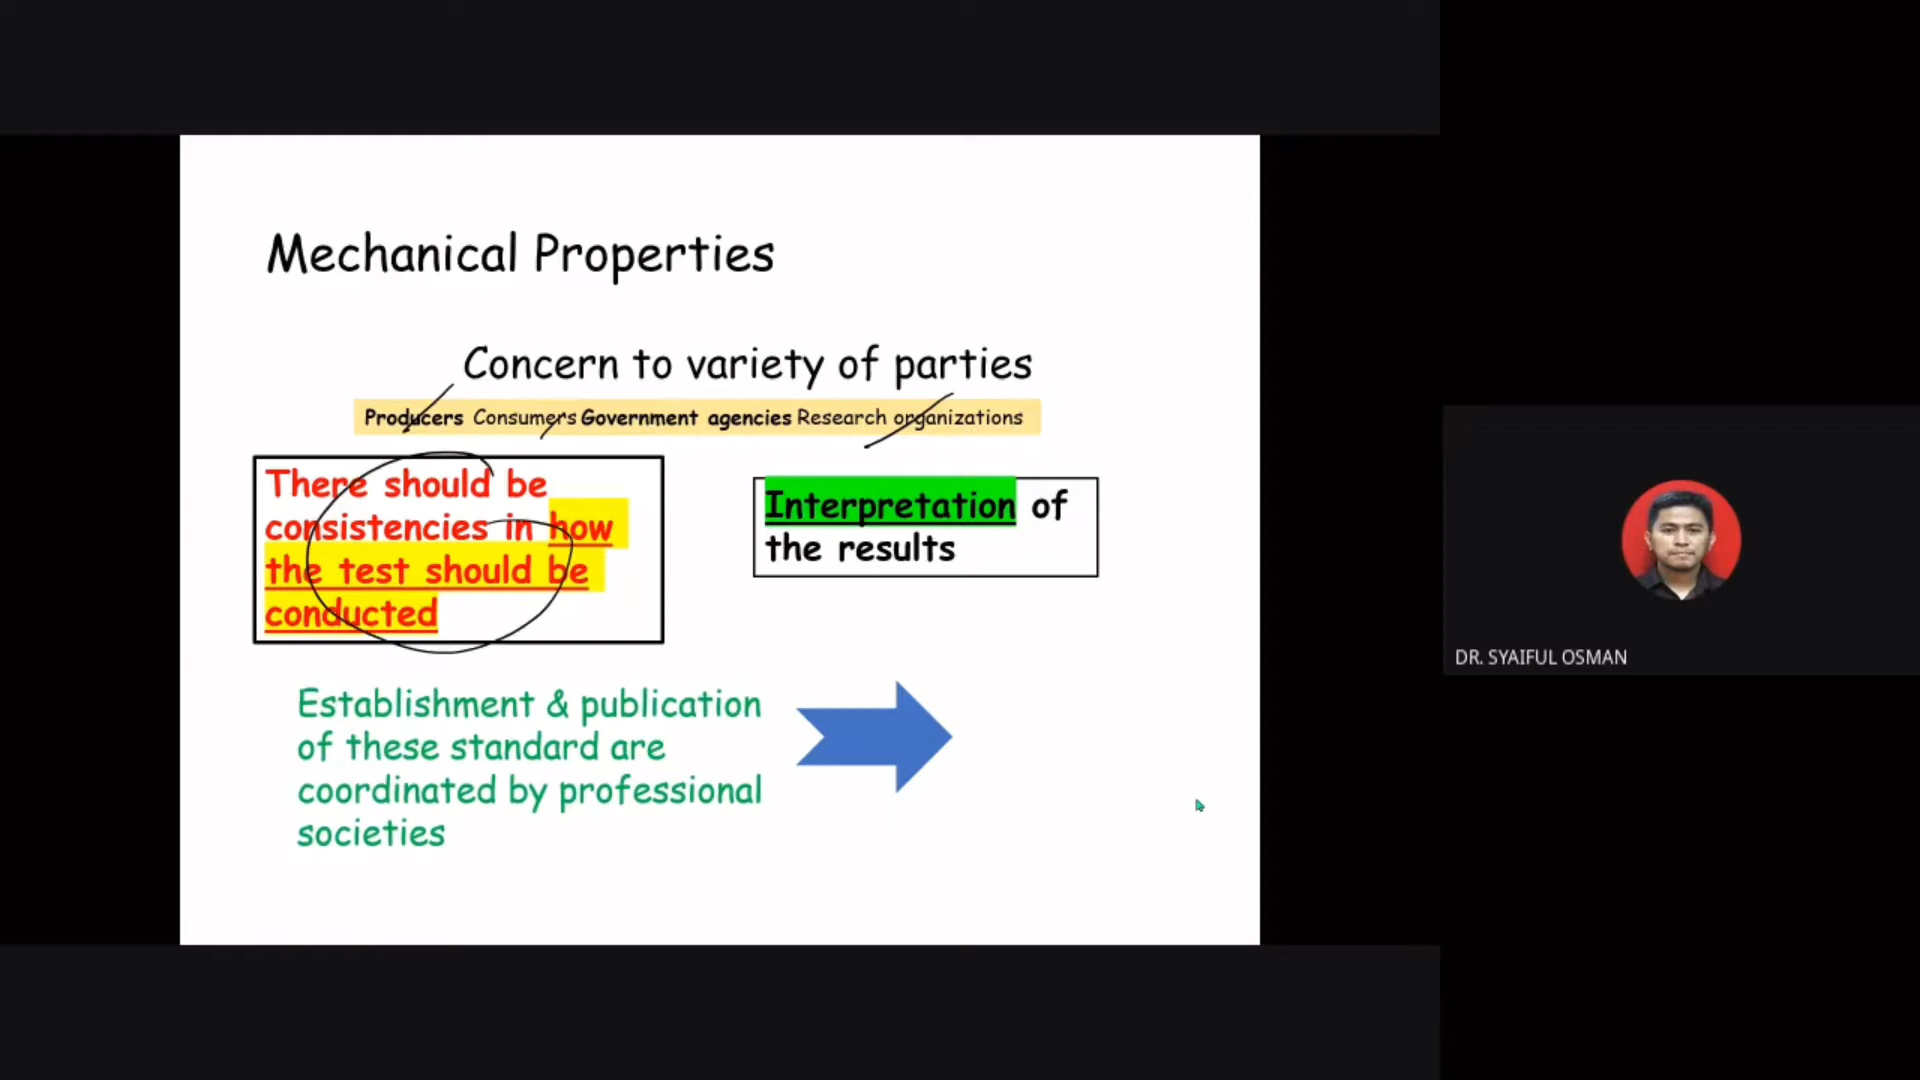 Mechanical Properties
Concern to variety of parties
Producers Consumers Government agencies Research organizations
There should be
consistencies in how
the test should be
conducted
Interpretation of
the results
Establishment & publication
of these standard are
coordinated by professional
societies
DR. SYAIFUL OSMAN